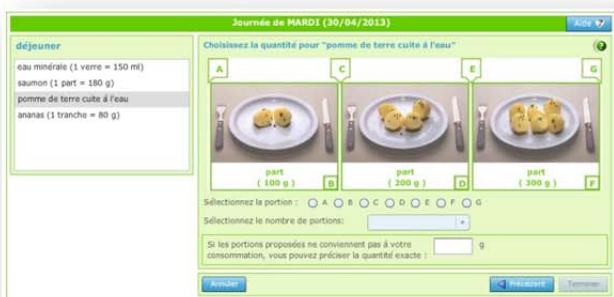 Journée de MARDI (30/04/2013)
Aide
déjeuner
eau minérale (1 verre = 150 ml)
saumon (1 part = 180 g)
pomme de terre cuite á l'eau
ananas (1 tranche = 80 g)
Choisissez la quantité pour "pomme de terre cuite á l'eau"
?
A
C
E
G
part
( 100 g )
B
part
( 200 g )
D
part
( 300 g )
F
Sélectionnez la portion : A B C D E F G
Sélectionnez le nombre de portions:
Si les portions proposées ne conviennent pas á votre
consommation, vous pouvez préciser la quantité exacte :
g
Annuler
Précédent
Terminer